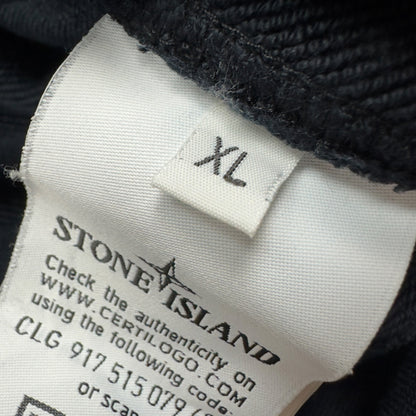 XL
STONE ISLAND
Check the authenticity on
WWW.CERTILOGO.COM
using the following code:
CLG 917 515 079
or scan